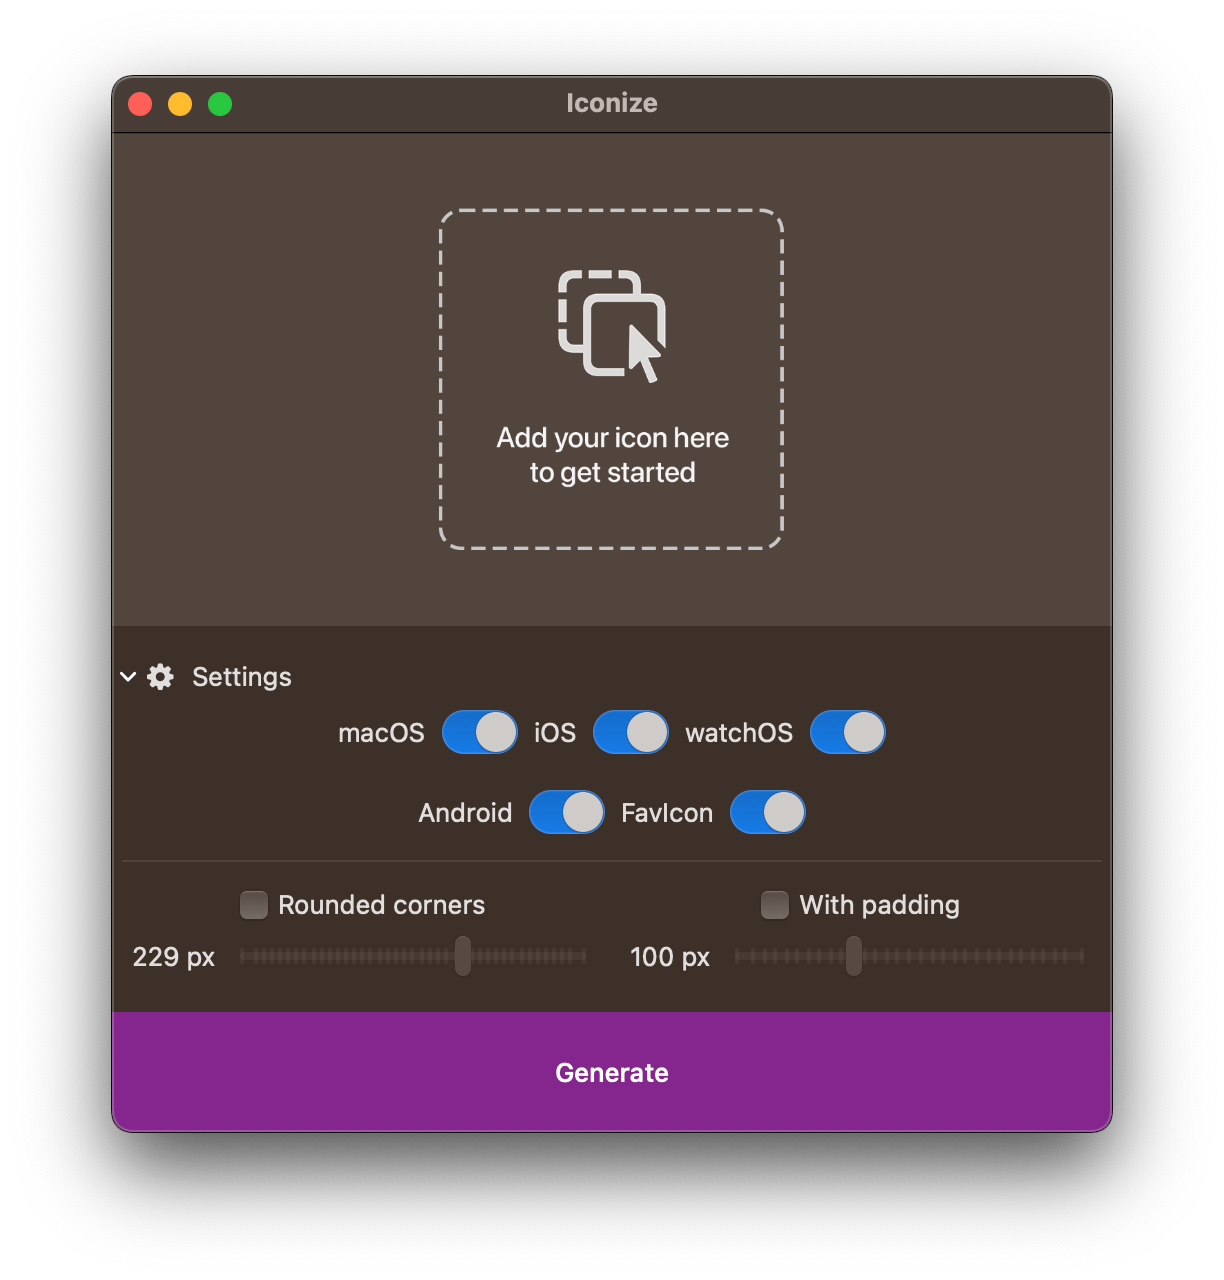 Iconize
Add your icon here
to get started
Settings
macOS iOS watchOS
Android FavIcon
Rounded corners With padding
229 px 100 px
Generate